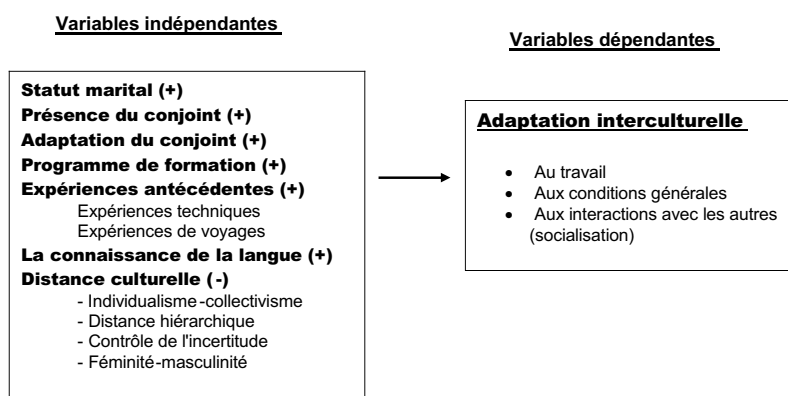 Variables indépendantes
Variables dépendantes
Statut marital (+)
Présence du conjoint (+)
Adaptation du conjoint (+)
Programme de formation (+)
Expériences antécédentes (+)
Expériences techniques
Expériences de voyages
La connaissance de la langue (+)
Distance culturelle (-)
- Individualisme-collectivisme
- Distance hiérarchique
- Contrôle de l'incertitude
- Féminité-masculinité
Adaptation interculturelle
• Au travail
• Aux conditions générales
• Aux interactions avec les autres
(socialisation)